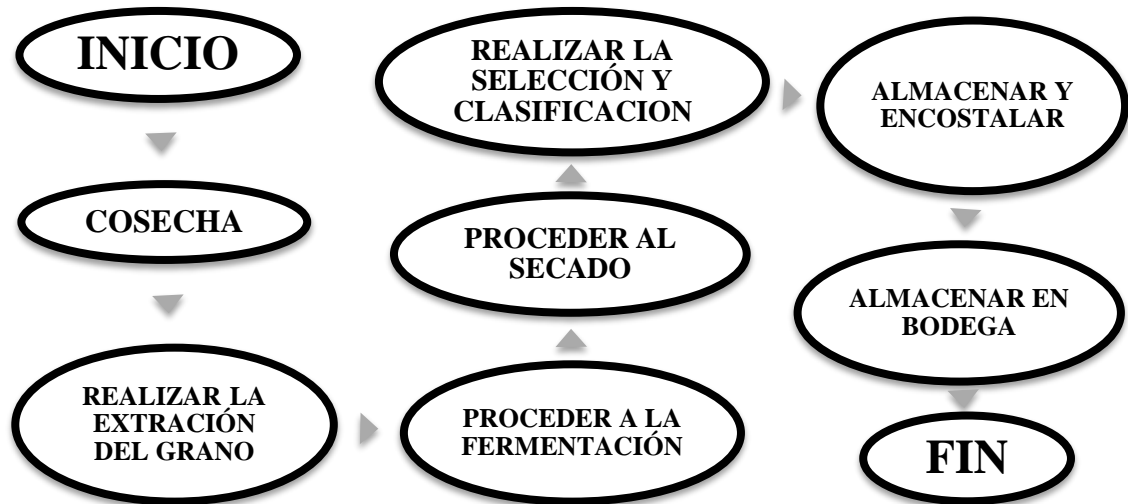 INICIO
COSECHA
REALIZAR LA
EXTRACIÓN
DEL GRANO
PROCEDER A LA
FERMENTACIÓN
PROCEDER AL
SECADO
REALIZAR LA
SELECCIÓN Y
CLASIFICACION
ALMACENAR Y
ENCOSTALAR
ALMACENAR EN
BODEGA
FIN